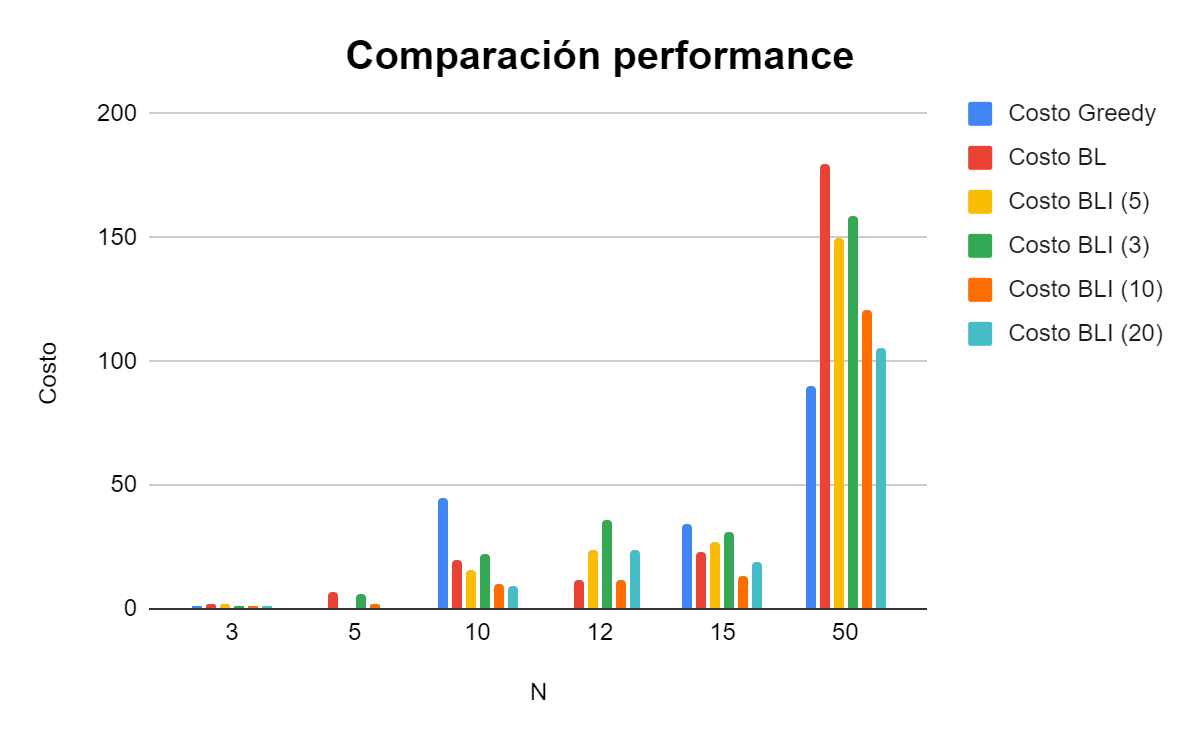 Comparación performance
200
150
100
50
0
Costo
3
5
10
12
15
50
N
Costo Greedy
Costo BL
Costo BLI (5)
Costo BLI (3)
Costo BLI (10)
Costo BLI (20)